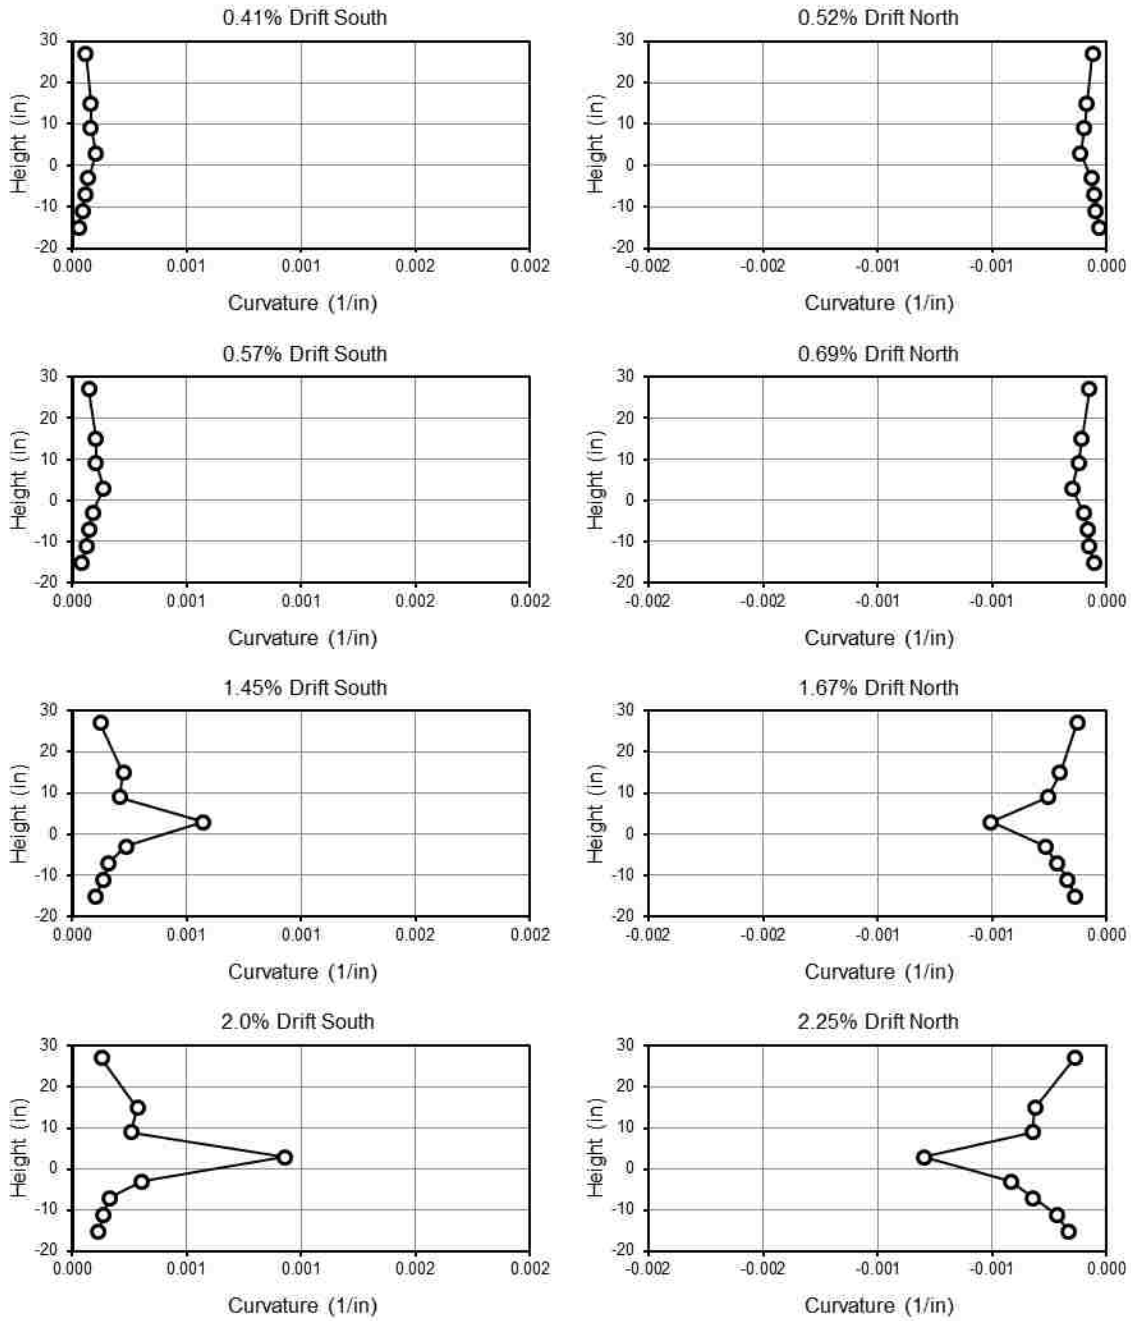 0.41% Drift South
30
20
10
0
-10
-20
Height (in)
0.000 0.001 0.001 0.002 0.002
Curvature (1/in)
0.52% Drift North
30
20
10
0
-10
-20
Height (in)
-0.002 -0.002 -0.001 -0.001 0.000
Curvature (1/in)
0.57% Drift South
30
20
10
0
-10
-20
Height (in)
0.000 0.001 0.001 0.002 0.002
Curvature (1/in)
0.69% Drift North
30
20
10
0
-10
-20
Height (in)
-0.002 -0.002 -0.001 -0.001 0.000
Curvature (1/in)
1.45% Drift South
30
20
10
0
-10
-20
Height (in)
0.000 0.001 0.001 0.002 0.002
Curvature (1/in)
1.67% Drift North
30
20
10
0
-10
-20
Height (in)
-0.002 -0.002 -0.001 -0.001 0.000
Curvature (1/in)
2.0% Drift South
30
20
10
0
-10
-20
Height (in)
0.000 0.001 0.001 0.002 0.002
Curvature (1/in)
2.25% Drift North
30
20
10
0
-10
-20
Height (in)
-0.002 -0.002 -0.001 -0.001 0.000
Curvature (1/in)